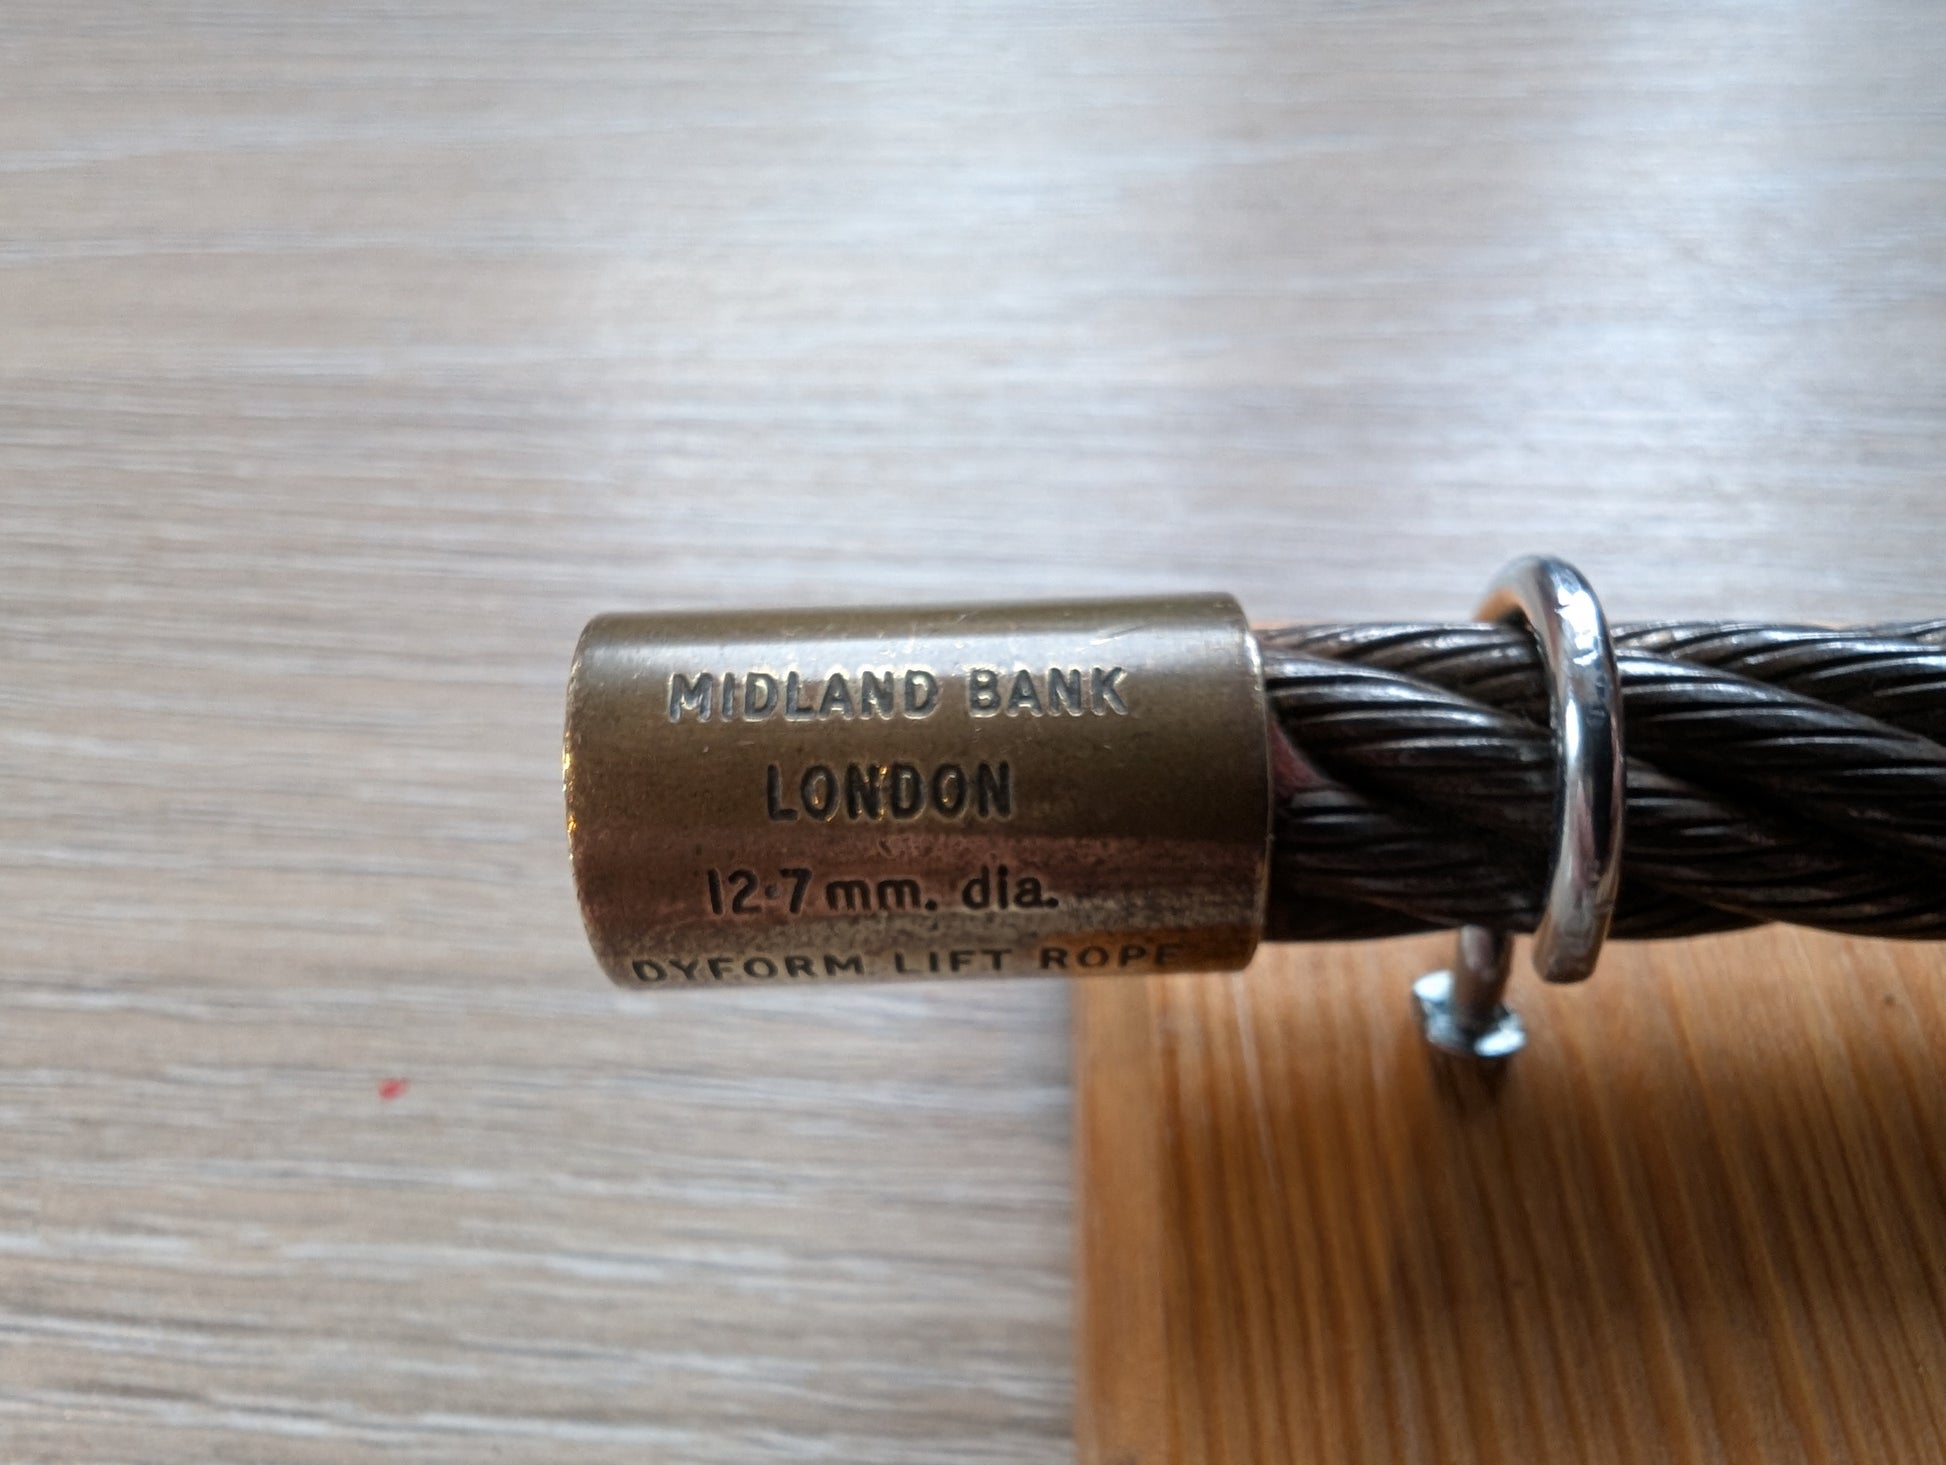 MIDLAND BANK
LONDON
12·7 mm. dia.
DYFORM LIFT ROPE